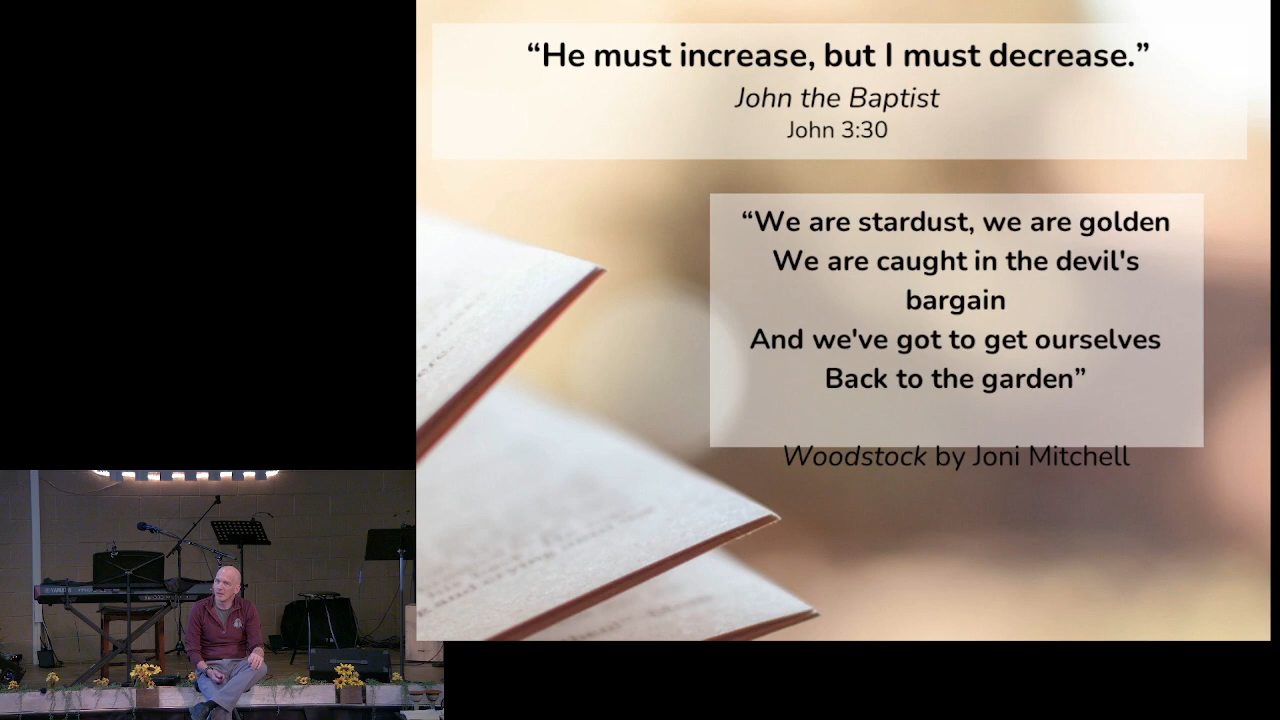 “He must increase, but I must decrease.”
John the Baptist
John 3:30
“We are stardust, we are golden
We are caught in the devil's
bargain
And we've got to get ourselves
Back to the garden”
Woodstock by Joni Mitchell
YAMAHA